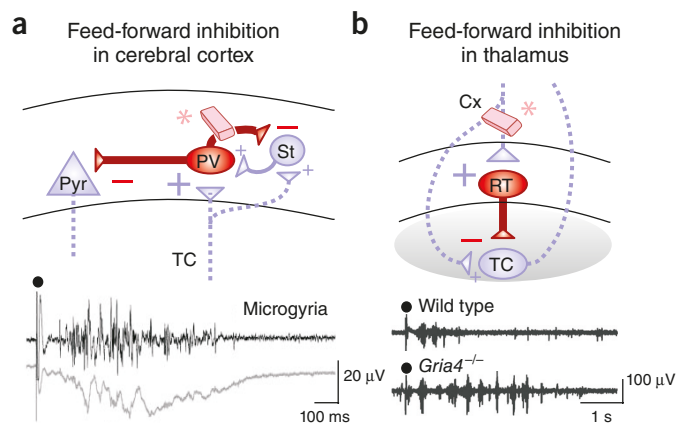 a
Feed-forward inhibition
in cerebral cortex
*
PV
St
+
Pyr
+
+
TC
Microgyria
20 μV
100 ms
b
Feed-forward inhibition
in thalamus
Cx
*
+
RT
TC
+
Wild type
Gria4–/–
100 μV
1 s